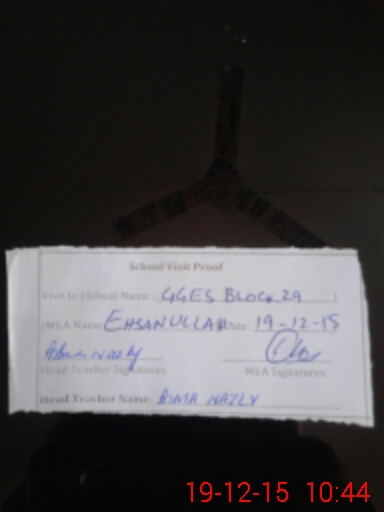 School Visit Proof
Visit to (School Name: GGES BLOCK 29 )
(MEA Name: EHSANULLAH Date: 19-12-15
Head Teacher Signatures MEA Signatures
Head Teacher Name: ASMA NAZLY
19-12-15 10:44